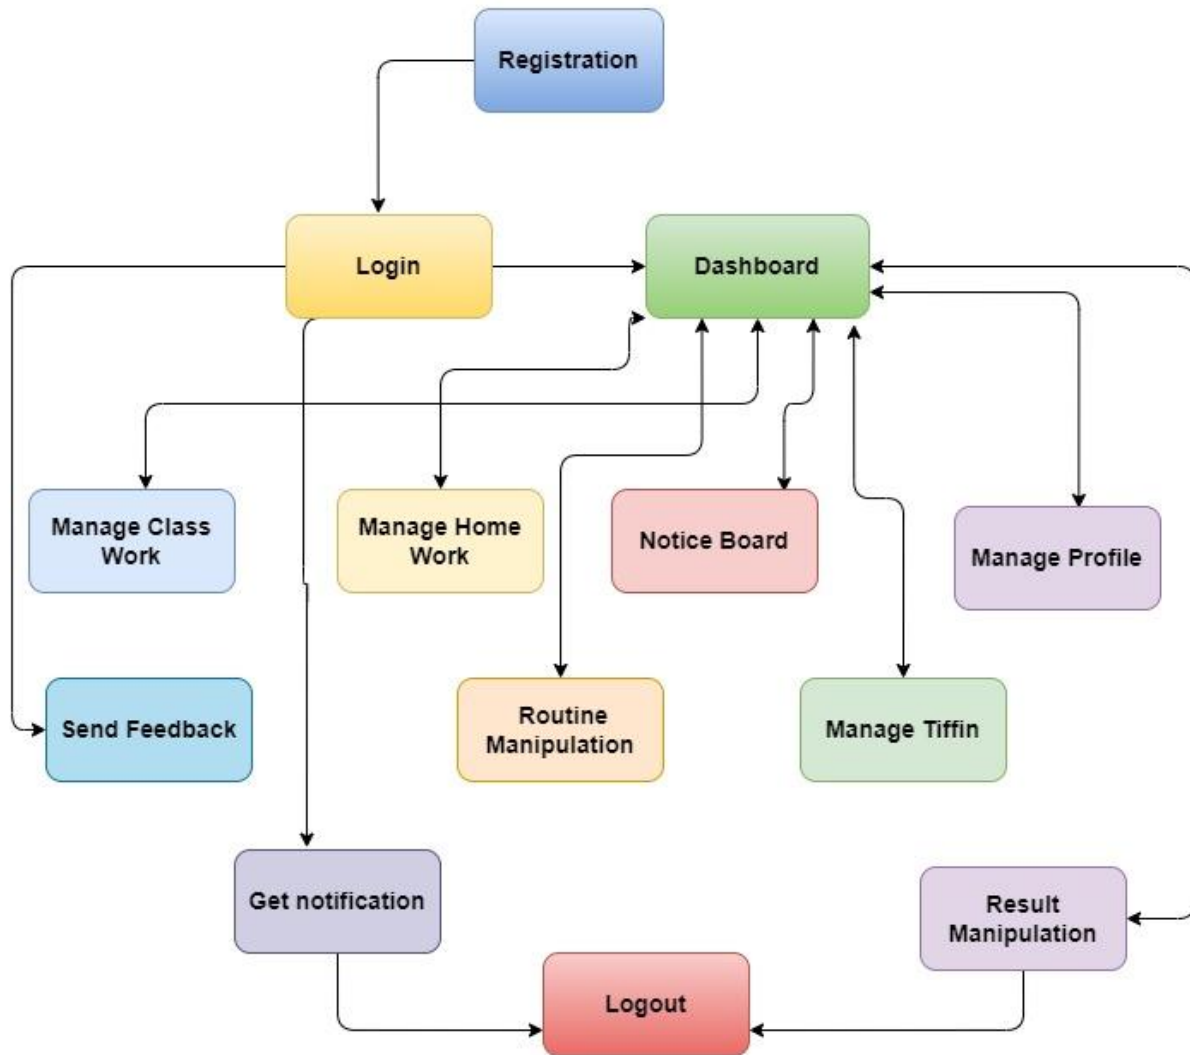 Registration
Login
Dashboard
Manage Class
Work
Manage Home
Work
Notice Board
Manage Profile
Send Feedback
Routine
Manipulation
Manage Tiffin
Get notification
Result
Manipulation
Logout